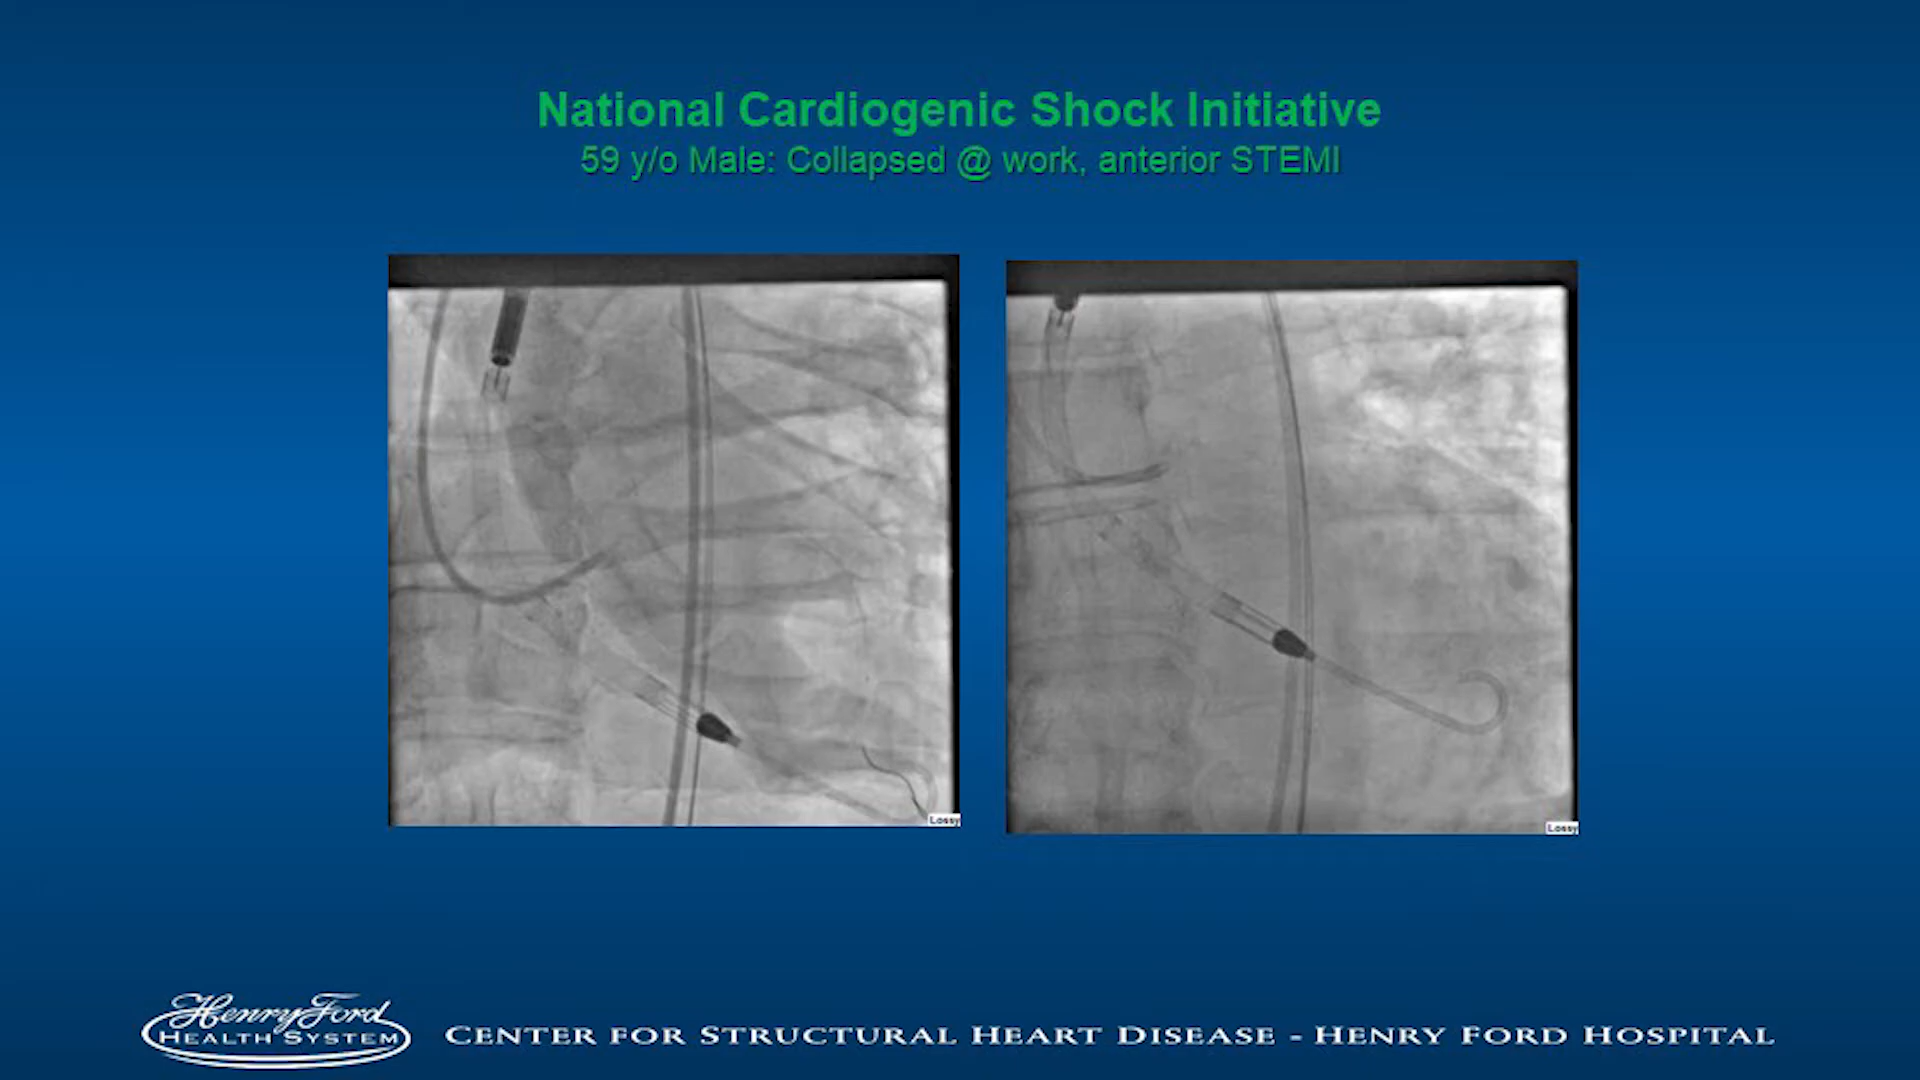 National Cardiogenic Shock Initiative
59 y/o Male: Collapsed @ work, anterior STEMI
Lossy
Lossy
Henry Ford
HEALTH SYSTEM
CENTER FOR STRUCTURAL HEART DISEASE - HENRY FORD HOSPITAL